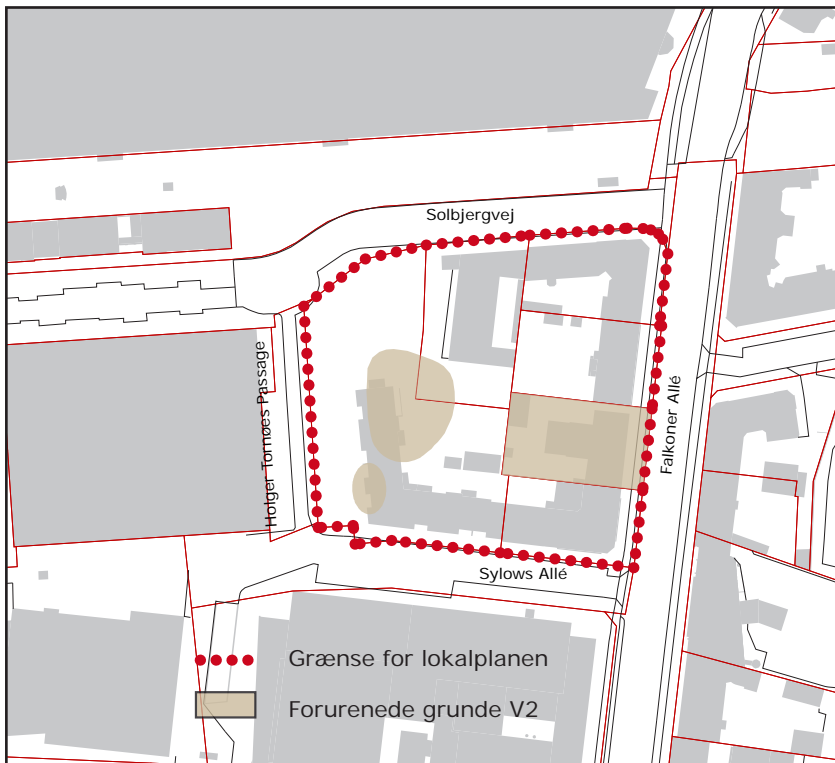 Solbjergvej
Holger Tornøes Passage
Falkoner Allé
Sylows Allé
Grænse for lokalplanen
Forurenede grunde V2